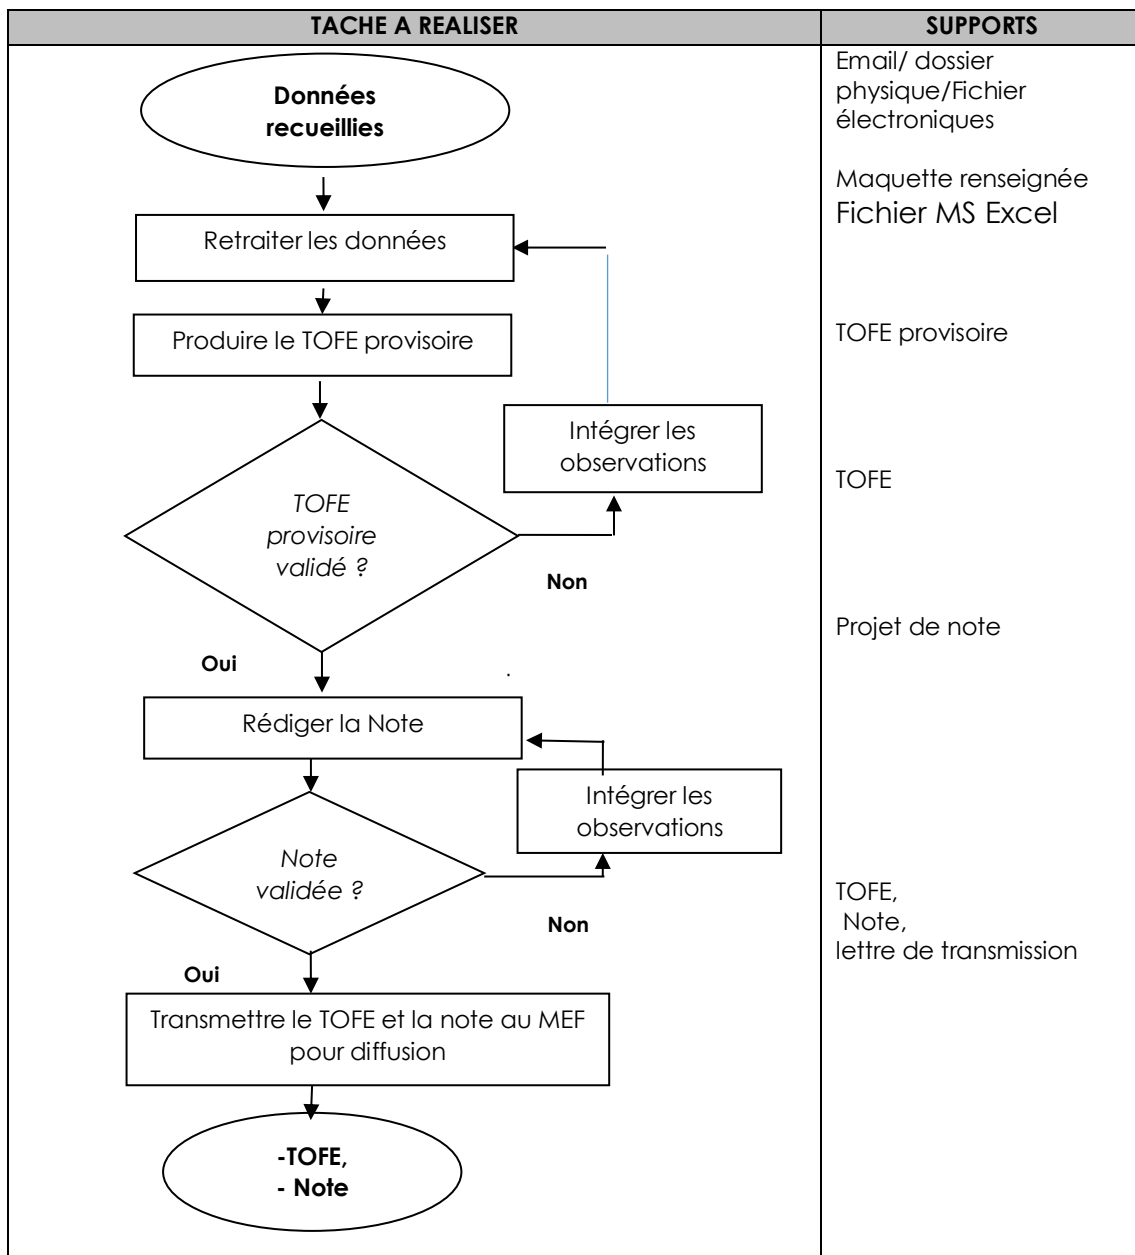 TACHE A REALISER
SUPPORTS
Données
recueillies
Retraiter les données
Produire le TOFE provisoire
Intégrer les
observations
TOFE
provisoire
validé ?
Non
Oui
.
Rédiger la Note
Intégrer les
observations
Note
validée ?
Non
Oui
Transmettre le TOFE et la note au MEF
pour diffusion
-TOFE,
- Note
Email/ dossier
physique/Fichier
électroniques
Maquette renseignée
Fichier MS Excel
TOFE provisoire
TOFE
Projet de note
TOFE,
Note,
lettre de transmission